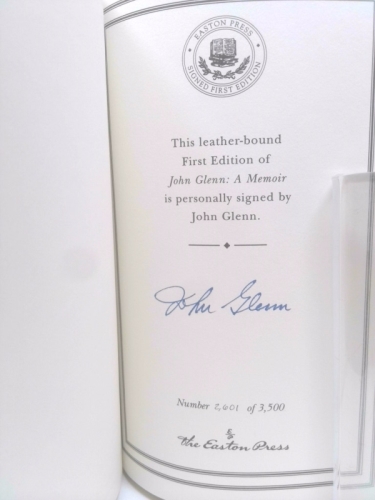 EASTON PRESS
SIGNED FIRST EDITION
This leather-bound
First Edition of
John Glenn: A Memoir
is personally signed by
John Glenn.
John Glenn
Number 2,601 of 3,500
the Easton Press